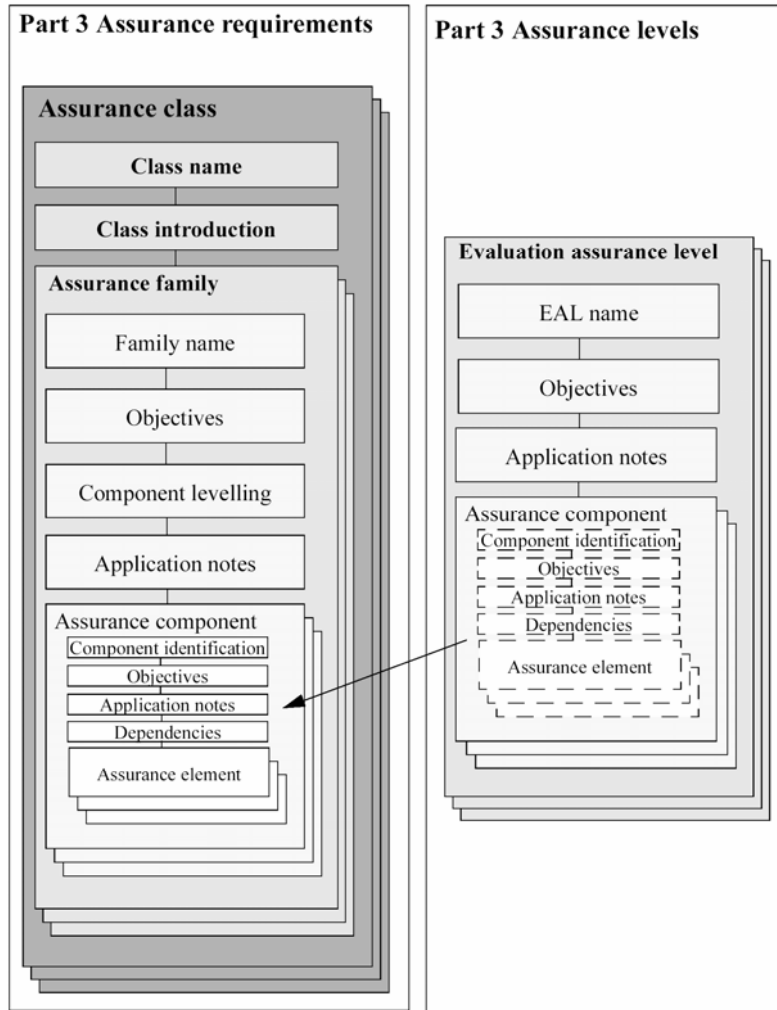 Part 3 Assurance requirements
Assurance class
Class name
Class introduction
Assurance family
Family name
Objectives
Component levelling
Application notes
Assurance component
Component identification
Objectives
Application notes
Dependencies
Assurance element
Part 3 Assurance levels
Evaluation assurance level
EAL name
Objectives
Application notes
Assurance component
Component identification
Objectives
Application notes
Dependencies
Assurance element